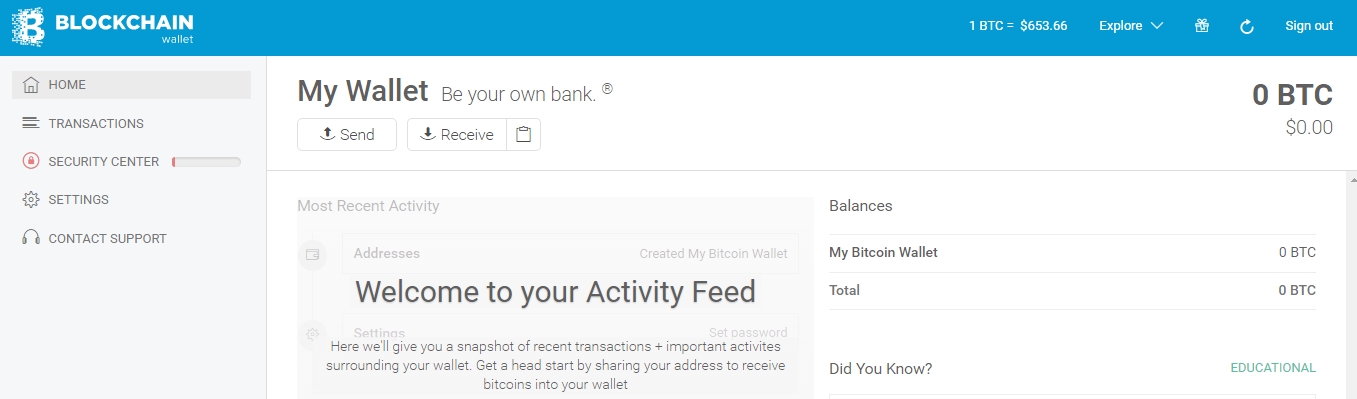 BLOCKCHAIN
wallet
1 BTC = $653.66
Explore
Sign out
HOME
TRANSACTIONS
SECURITY CENTER
SETTINGS
CONTACT SUPPORT
My Wallet Be your own bank. ®
Send
Receive
0 BTC
$0.00
Most Recent Activity
Addresses Created My Bitcoin Wallet
Welcome to your Activity Feed
Settings Set password
Here we'll give you a snapshot of recent transactions + important activites
surrounding your wallet. Get a head start by sharing your address to receive
bitcoins into your wallet
Balances
My Bitcoin Wallet 0 BTC
Total 0 BTC
Did You Know? EDUCATIONAL